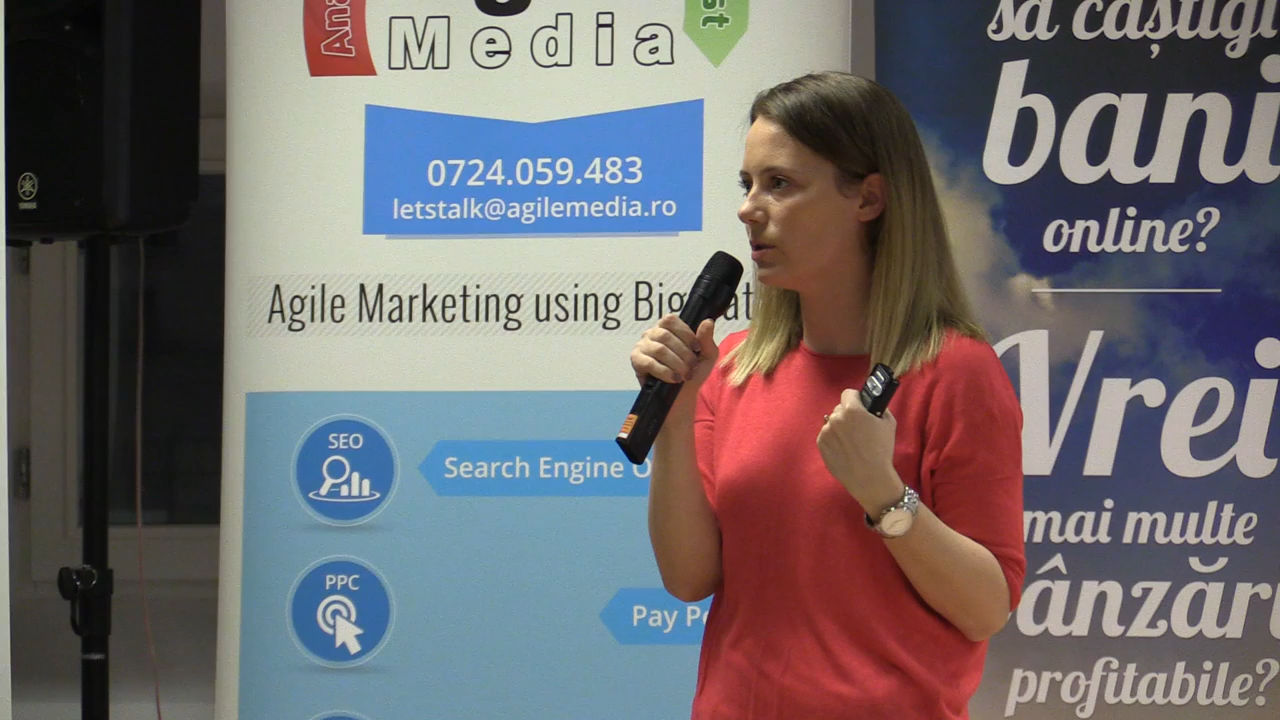 Media
0724.059.483
letstalk@agilemedia.ro
Agile Marketing using Big
SEO
Search Engine
PPC
Pay
să câștigi
bani
online?
Vrei
mai multe
vânzări
profitabile?
YAMAHA